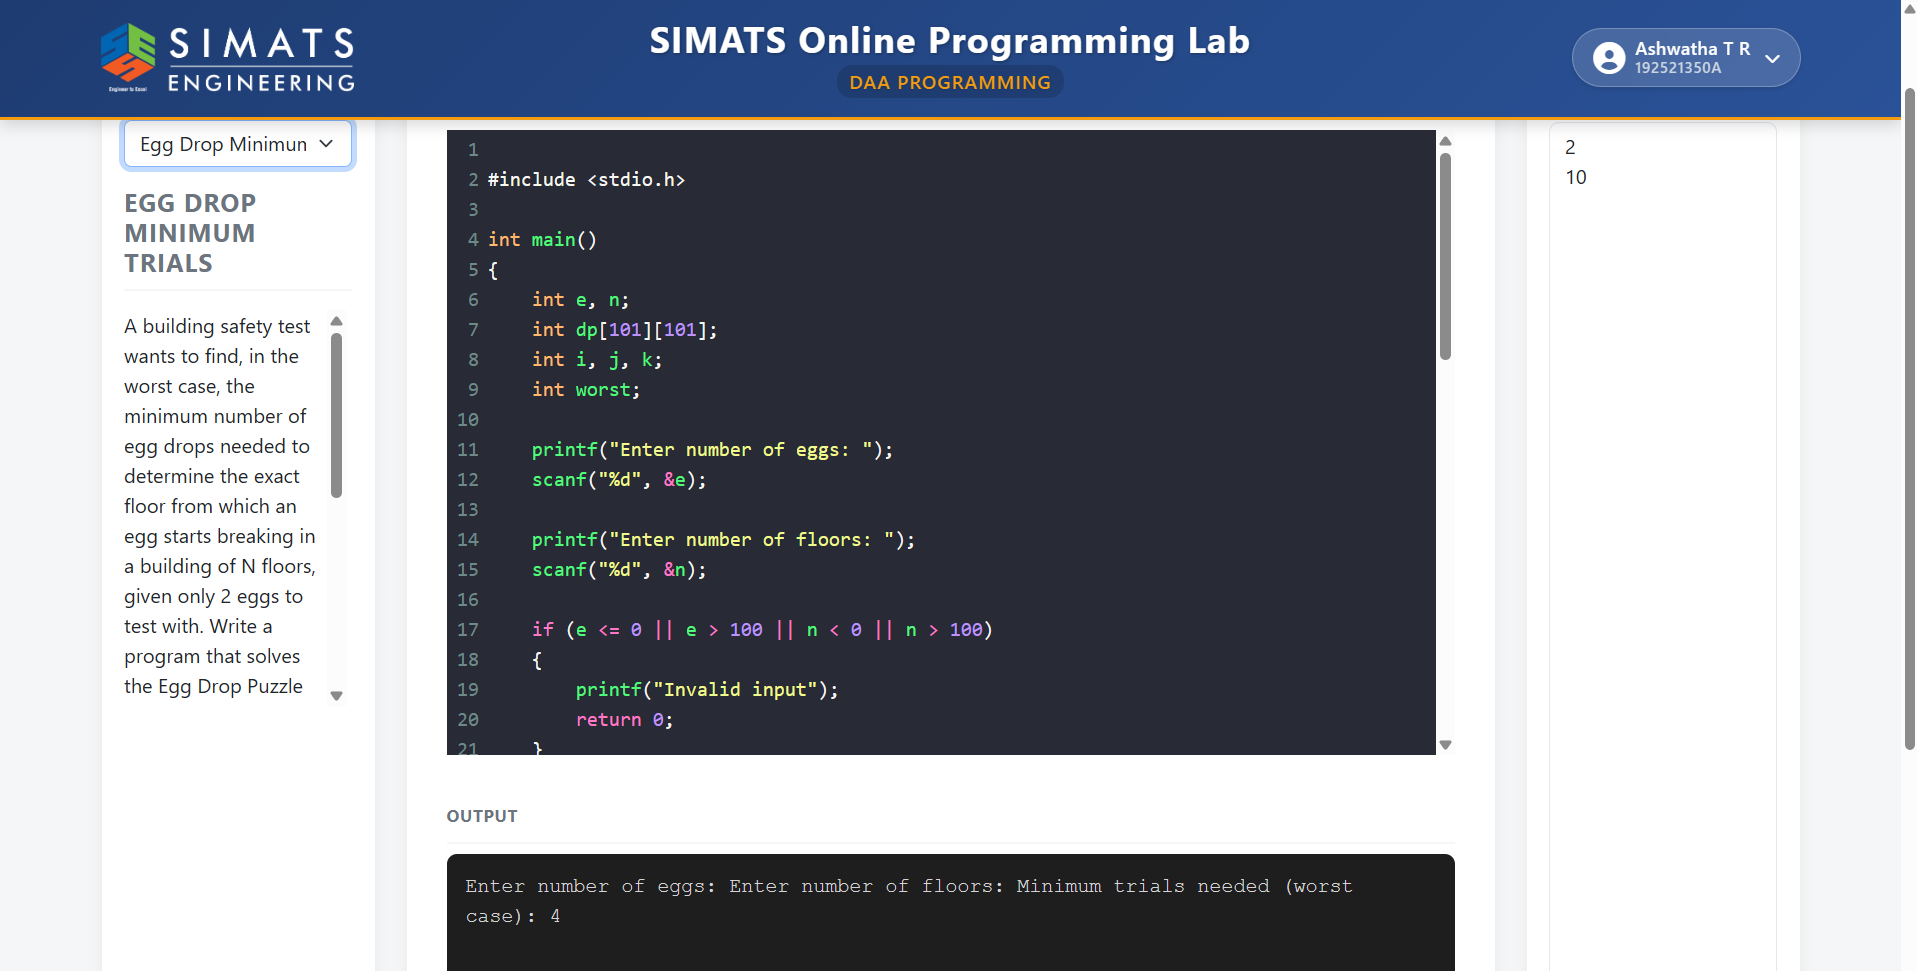 SIMATS
ENGINEERING
Engineer to Excel
SIMATS Online Programming Lab
DAA PROGRAMMING
Ashwatha T R
192521350A
Egg Drop Minimun
EGG DROP
MINIMUM
TRIALS
A building safety test
wants to find, in the
worst case, the
minimum number of
egg drops needed to
determine the exact
floor from which an
egg starts breaking in
a building of N floors,
given only 2 eggs to
test with. Write a
program that solves
the Egg Drop Puzzle
1
2 #include <stdio.h>
3
4 int main()
5 {
6     int e, n;
7     int dp[101][101];
8     int i, j, k;
9     int worst;
10
11     printf("Enter number of eggs: ");
12     scanf("%d", &e);
13
14     printf("Enter number of floors: ");
15     scanf("%d", &n);
16
17     if (e <= 0 || e > 100 || n < 0 || n > 100)
18     {
19         printf("Invalid input");
20         return 0;
21     }
OUTPUT
Enter number of eggs: Enter number of floors: Minimum trials needed (worst
case): 4
2
10